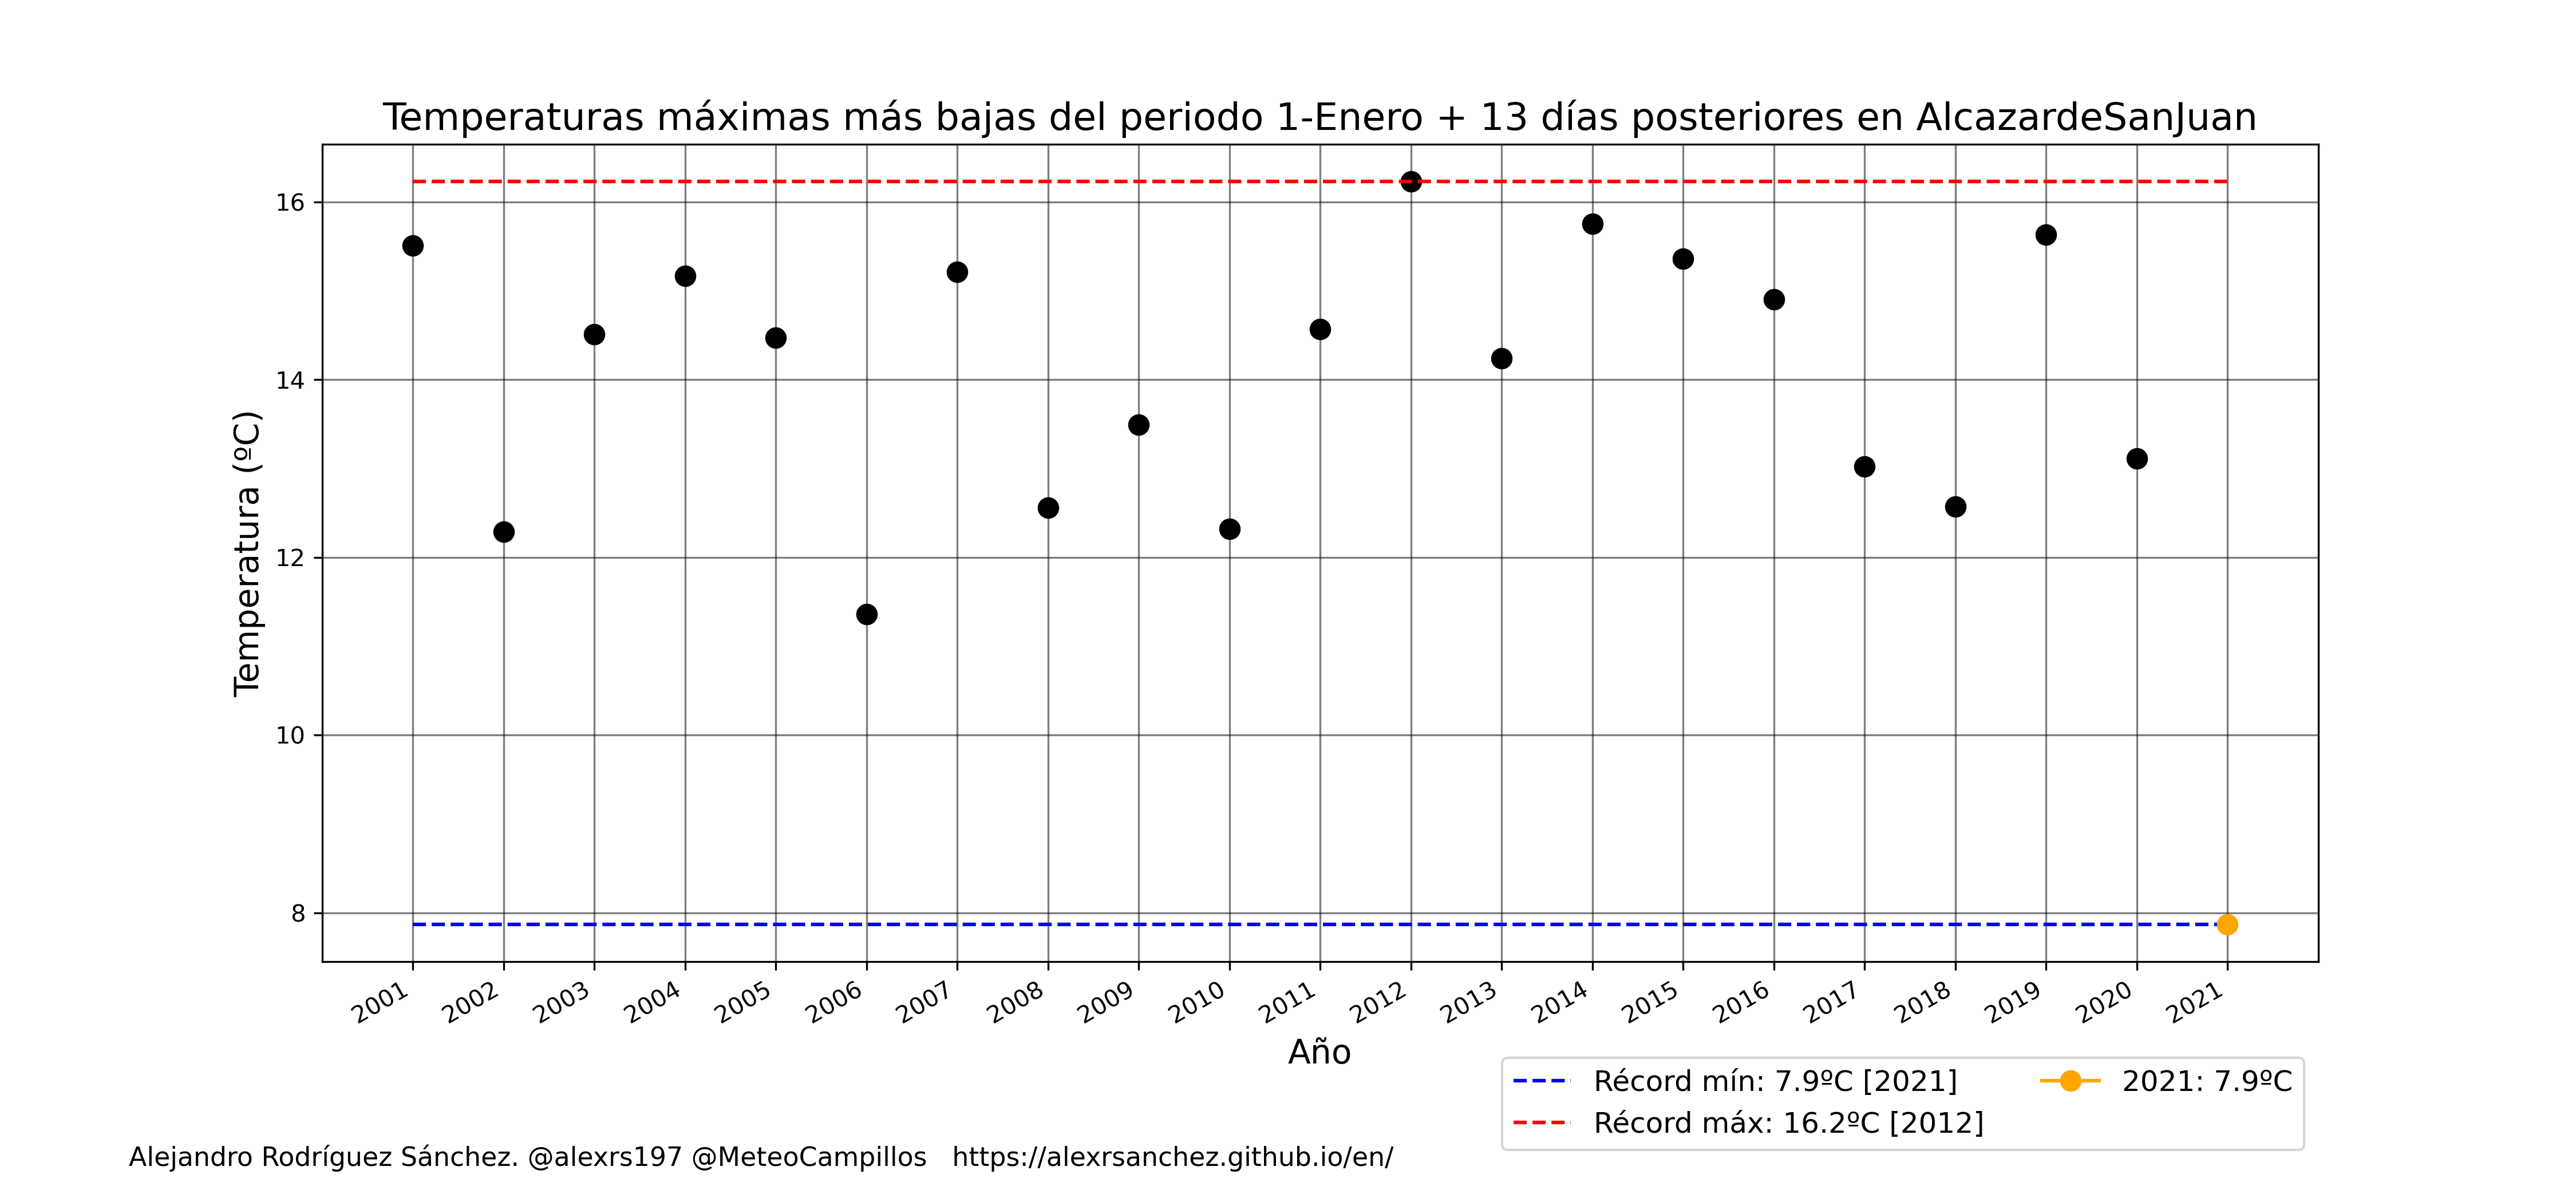 Temperaturas máximas más bajas del periodo 1-Enero + 13 días posteriores en AlcazardeSanJuan
Temperatura (ºC)
16
14
12
10
8
2001 2002 2003 2004 2005 2006 2007 2008 2009 2010 2011 2012 2013 2014 2015 2016 2017 2018 2019 2020 2021
Año
Récord mín: 7.9ºC [2021] 2021: 7.9ºC
Récord máx: 16.2ºC [2012]
Alejandro Rodríguez Sánchez. @alexrs197 @MeteoCampillos https://alexrsanchez.github.io/en/